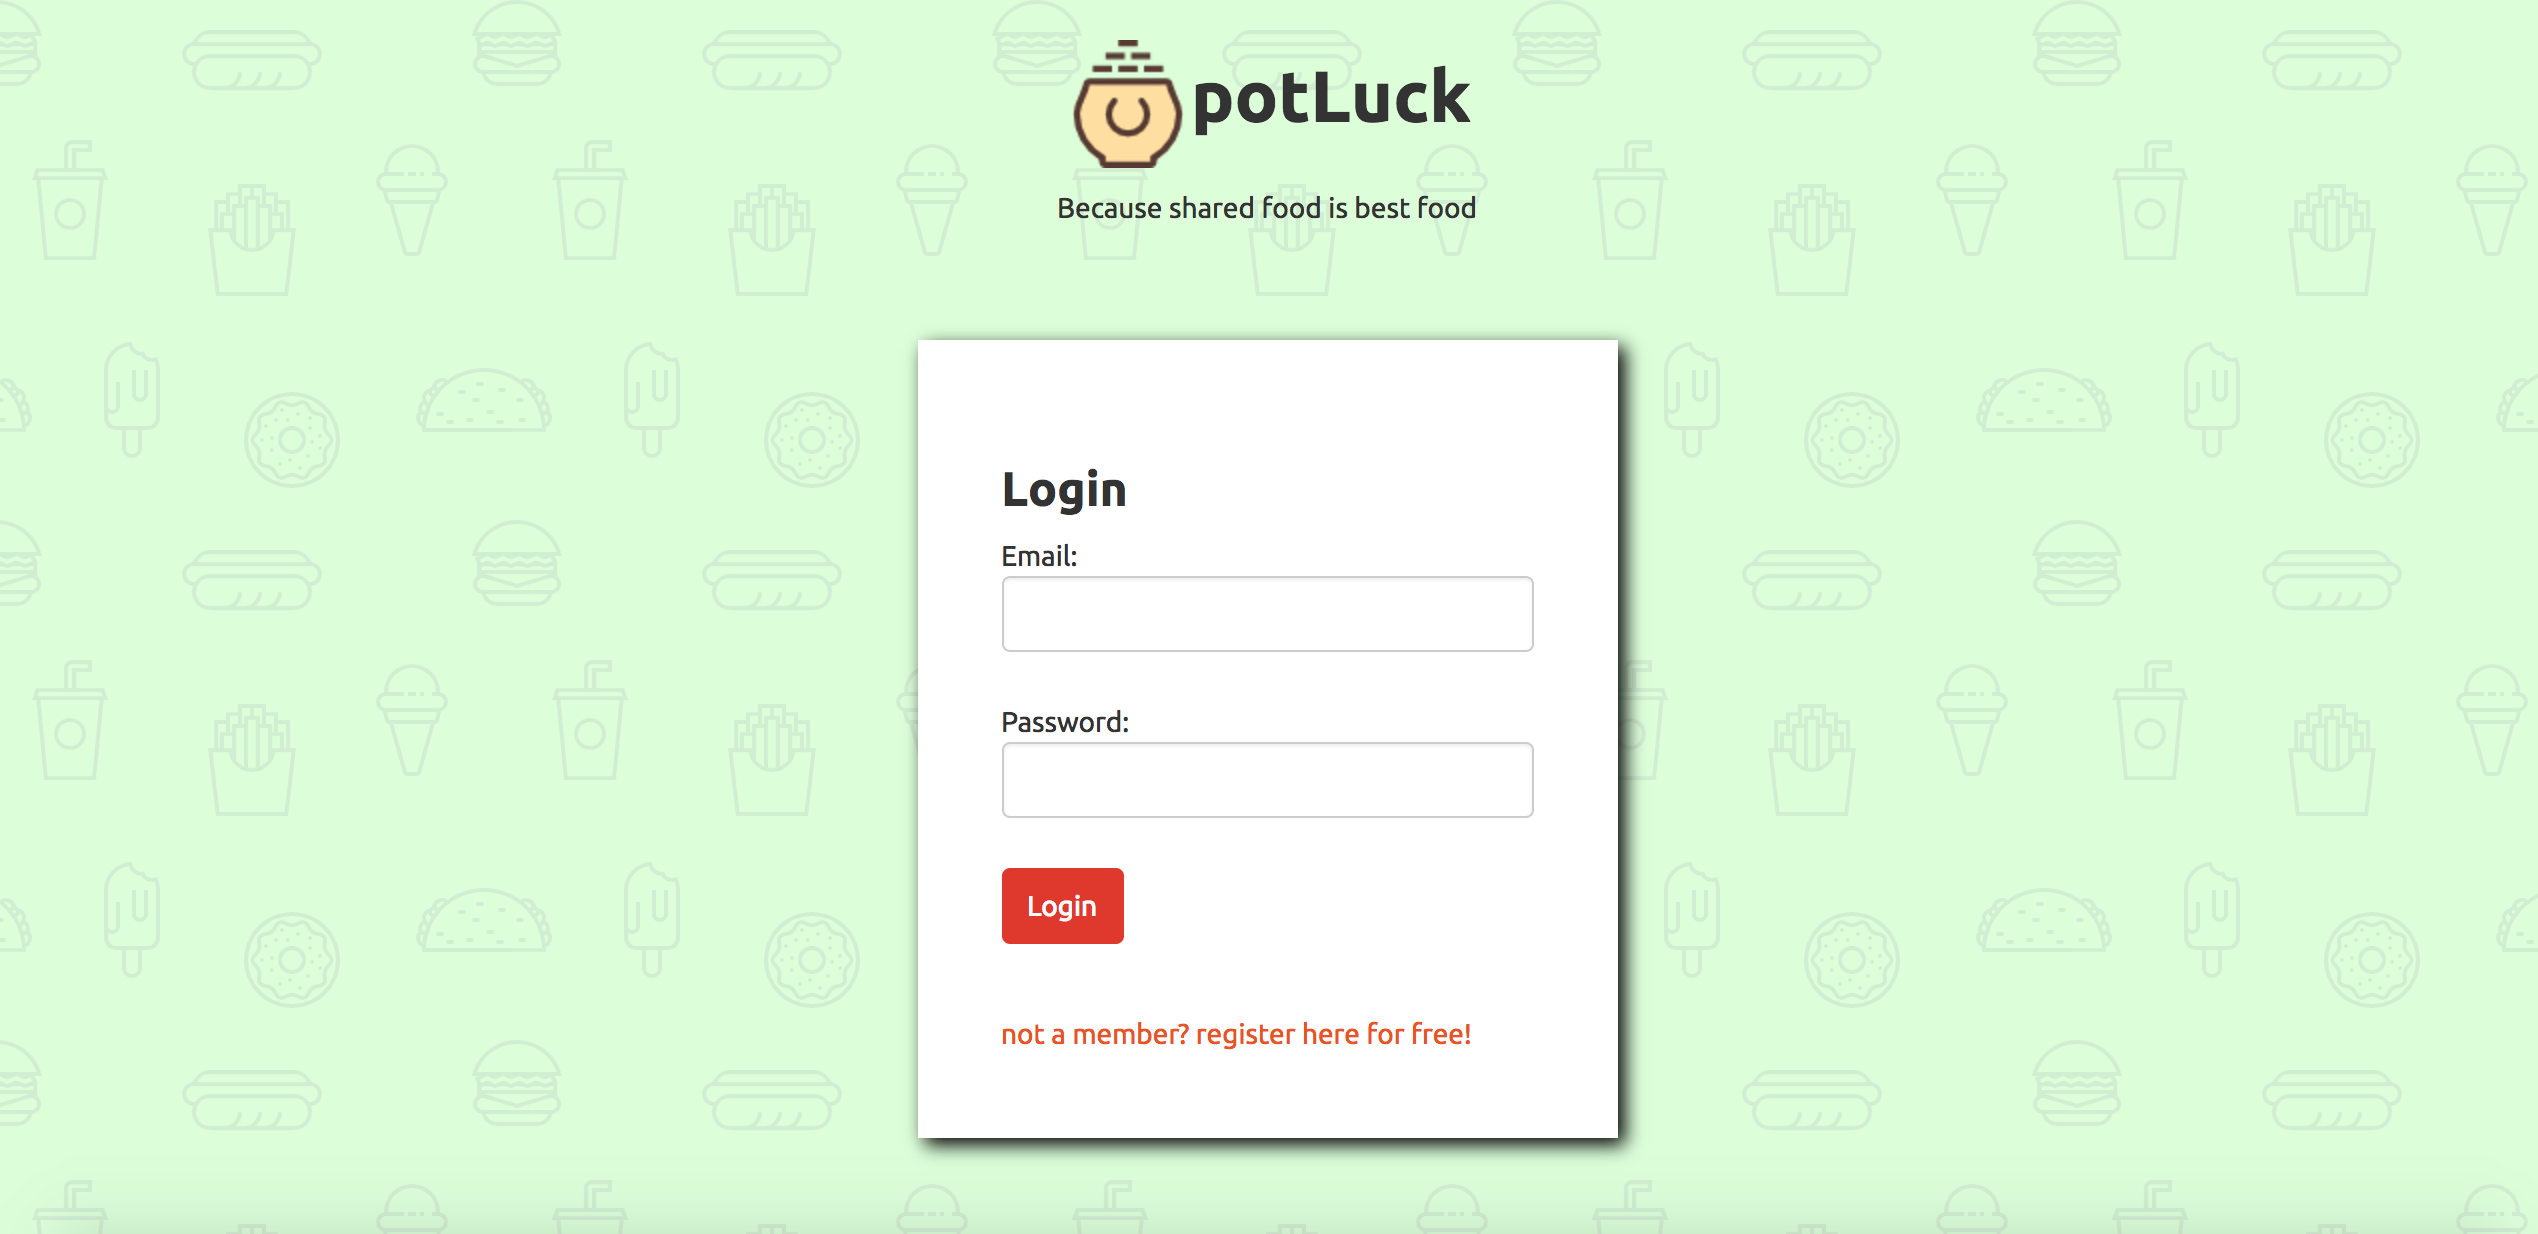 potLuck
Because shared food is best food
Login
Email:
Password:
Login
not a member? register here for free!